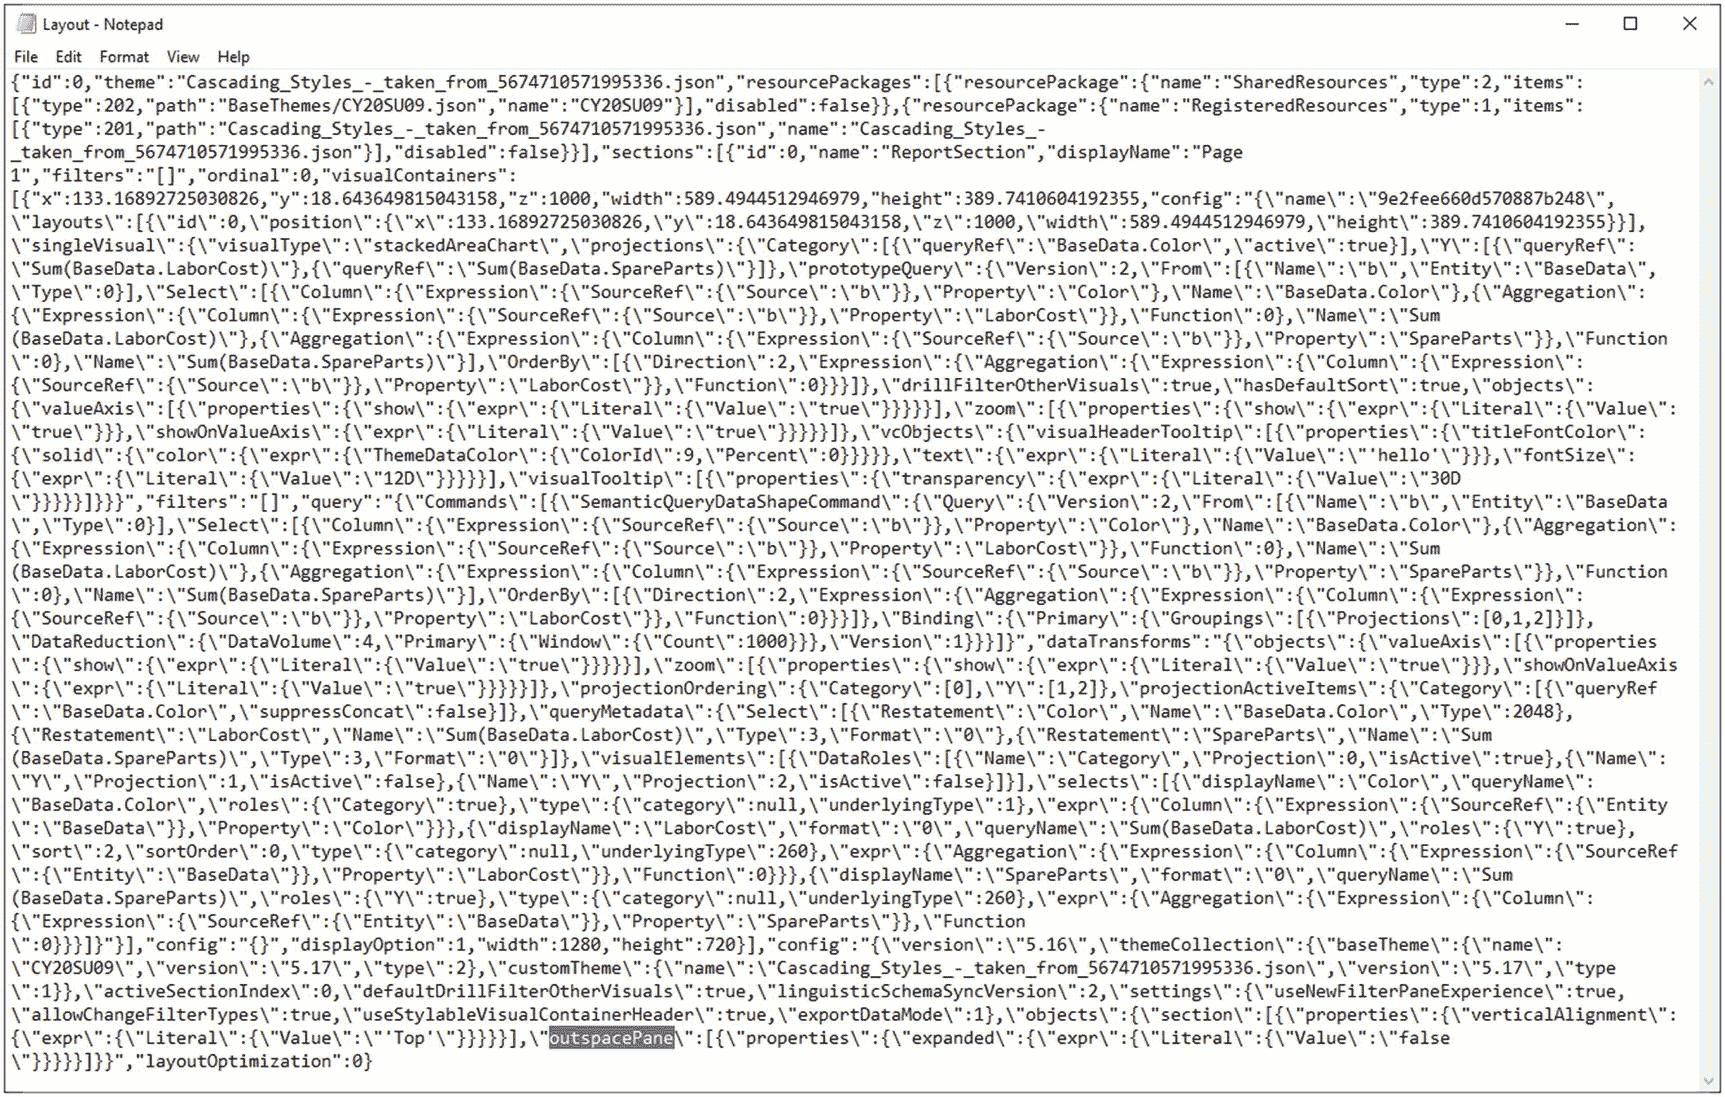 Layout - Notepad
File Edit Format View Help
{"id":0,"theme":"Cascading_Styles_-_taken_from_5674710571995336.json","resourcePackages":[{"resourcePackage":{"name":"SharedResources","type":2,"items":
[{"type":202,"path":"BaseThemes/CY20SU09.json","name":"CY20SU09"}],"disabled":false}},{"resourcePackage":{"name":"RegisteredResources","type":1,"items":
[{"type":201,"path":"Cascading_Styles_-_taken_from_5674710571995336.json","name":"Cascading_Styles_-
_taken_from_5674710571995336.json"}],"disabled":false}}],"sections":[{"id":0,"name":"ReportSection","displayName":"Page
1","filters":"[]","ordinal":0,"visualContainers":
[{"x":133.16892725030826,"y":18.643649815043158,"z":1000,"width":589.4944512946979,"height":389.7410604192355,"config":"{\"name\":\"9e2fee660d570887b248\",
\"layouts\":[{\"id\":0,\"position\":{\"x\":133.16892725030826,\"y\":18.643649815043158,\"z\":1000,\"width\":589.4944512946979,\"height\":389.7410604192355}}],
\"singleVisual\":{\"visualType\":\"stackedAreaChart\",\"projections\":{\"Category\":[{\"queryRef\":\"BaseData.Color\",\"active\":true}],\"Y\":[{\"queryRef\":
\"Sum(BaseData.LaborCost)\"},{\"queryRef\":\"Sum(BaseData.SpareParts)\"}]},\"prototypeQuery\":{\"Version\":2,\"From\":[{\"Name\":\"b\",\"Entity\":\"BaseData\",
\"Type\":0}],\"Select\":[{\"Column\":{\"Expression\":{\"SourceRef\":{\"Source\":\"b\"}},\"Property\":\"Color\"},\"Name\":\"BaseData.Color\"},{\"Aggregation\":
{\"Expression\":{\"Column\":{\"Expression\":{\"SourceRef\":{\"Source\":\"b\"}},\"Property\":\"LaborCost\"}},\"Function\":0},\"Name\":\"Sum
(BaseData.LaborCost)\"},{\"Aggregation\":{\"Expression\":{\"Column\":{\"Expression\":{\"SourceRef\":{\"Source\":\"b\"}},\"Property\":\"SpareParts\"}},\"Function
\":0},\"Name\":\"Sum(BaseData.SpareParts)\"}],\"OrderBy\":[{\"Direction\":2,\"Expression\":{\"Aggregation\":{\"Expression\":{\"Column\":{\"Expression\":
{\"SourceRef\":{\"Source\":\"b\"}},\"Property\":\"LaborCost\"}},\"Function\":0}}}]},\"drillFilterOtherVisuals\":true,\"hasDefaultSort\":true,\"objects\":
{\"valueAxis\":[{\"properties\":{\"show\":{\"expr\":{\"Literal\":{\"Value\":\"true\"}}}}}],\"zoom\":[{\"properties\":{\"show\":{\"expr\":{\"Literal\":{\"Value\":
\"true\"}}},\"showOnValueAxis\":{\"expr\":{\"Literal\":{\"Value\":\"true\"}}}}}]},\"vcObjects\":{\"visualHeaderTooltip\":[{\"properties\":{\"titleFontColor\":
{\"solid\":{\"color\":{\"expr\":{\"ThemeDataColor\":{\"ColorId\":9,\"Percent\":0}}}}},\"text\":{\"expr\":{\"Literal\":{\"Value\":\"'hello'\"}}},\"fontSize\":
{\"expr\":{\"Literal\":{\"Value\":\"12D\"}}}}}],\"visualTooltip\":[{\"properties\":{\"transparency\":{\"expr\":{\"Literal\":{\"Value\":\"30D
\"}}}}}]}}}","filters":"[]","query":"{\"Commands\":[{\"SemanticQueryDataShapeCommand\":{\"Query\":{\"Version\":2,\"From\":[{\"Name\":\"b\",\"Entity\":\"BaseData
\",\"Type\":0}],\"Select\":[{\"Column\":{\"Expression\":{\"SourceRef\":{\"Source\":\"b\"}},\"Property\":\"Color\"},\"Name\":\"BaseData.Color\"},{\"Aggregation\":
{\"Expression\":{\"Column\":{\"Expression\":{\"SourceRef\":{\"Source\":\"b\"}},\"Property\":\"LaborCost\"}},\"Function\":0},\"Name\":\"Sum
(BaseData.LaborCost)\"},{\"Aggregation\":{\"Expression\":{\"Column\":{\"Expression\":{\"SourceRef\":{\"Source\":\"b\"}},\"Property\":\"SpareParts\"}},\"Function
\":0},\"Name\":\"Sum(BaseData.SpareParts)\"}],\"OrderBy\":[{\"Direction\":2,\"Expression\":{\"Aggregation\":{\"Expression\":{\"Column\":{\"Expression\":
{\"SourceRef\":{\"Source\":\"b\"}},\"Property\":\"LaborCost\"}},\"Function\":0}}}]},\"Binding\":{\"Primary\":{\"Groupings\":[{\"Projections\":[0,1,2]}]},
\"DataReduction\":{\"DataVolume\":4,\"Primary\":{\"Window\":{\"Count\":1000}}},\"Version\":1}}}]}","dataTransforms":"{\"objects\":{\"valueAxis\":[{\"properties
\":{\"show\":{\"expr\":{\"Literal\":{\"Value\":\"true\"}}}}}],\"zoom\":[{\"properties\":{\"show\":{\"expr\":{\"Literal\":{\"Value\":\"true\"}}},\"showOnValueAxis
\":{\"expr\":{\"Literal\":{\"Value\":\"true\"}}}}}]},\"projectionOrdering\":{\"Category\":[0],\"Y\":[1,2]},\"projectionActiveItems\":{\"Category\":[{\"queryRef
\":\"BaseData.Color\",\"suppressConcat\":false}]},\"queryMetadata\":{\"Select\":[{\"Restatement\":\"Color\",\"Name\":\"BaseData.Color\",\"Type\":2048},
{\"Restatement\":\"LaborCost\",\"Name\":\"Sum(BaseData.LaborCost)\",\"Type\":3,\"Format\":\"0\"},{\"Restatement\":\"SpareParts\",\"Name\":\"Sum
(BaseData.SpareParts)\",\"Type\":3,\"Format\":\"0\"}]},\"visualElements\":[{\"DataRoles\":[{\"Name\":\"Category\",\"Projection\":0,\"isActive\":true},{\"Name\":
\"Y\",\"Projection\":1,\"isActive\":false},{\"Name\":\"Y\",\"Projection\":2,\"isActive\":false}]}],\"selects\":[{\"displayName\":\"Color\",\"queryName\":
\"BaseData.Color\",\"roles\":{\"Category\":true},\"type\":{\"category\":null,\"underlyingType\":1},\"expr\":{\"Column\":{\"Expression\":{\"SourceRef\":{\"Entity
\":\"BaseData\"}},\"Property\":\"Color\"}}},{\"displayName\":\"LaborCost\",\"format\":\"0\",\"queryName\":\"Sum(BaseData.LaborCost)\",\"roles\":{\"Y\":true},
\"sort\":2,\"sortOrder\":0,\"type\":{\"category\":null,\"underlyingType\":260},\"expr\":{\"Aggregation\":{\"Expression\":{\"Column\":{\"Expression\":{\"SourceRef
\":{\"Entity\":\"BaseData\"}},\"Property\":\"LaborCost\"}},\"Function\":0}}},{\"displayName\":\"SpareParts\",\"format\":\"0\",\"queryName\":\"Sum
(BaseData.SpareParts)\",\"roles\":{\"Y\":true},\"type\":{\"category\":null,\"underlyingType\":260},\"expr\":{\"Aggregation\":{\"Expression\":{\"Column\":
{\"Expression\":{\"SourceRef\":{\"Entity\":\"BaseData\"}},\"Property\":\"SpareParts\"}},\"Function
\":0}}}]}"}],"config":"{}","displayOption":1,"width":1280,"height":720}],"config":"{\"version\":\"5.16\",\"themeCollection\":{\"baseTheme\":{\"name\":
\"CY20SU09\",\"version\":\"5.17\",\"type\":2},\"customTheme\":{\"name\":\"Cascading_Styles_-_taken_from_5674710571995336.json\",\"version\":\"5.17\",\"type
\":1}},\"activeSectionIndex\":0,\"defaultDrillFilterOtherVisuals\":true,\"linguisticSchemaSyncVersion\":2,\"settings\":{\"useNewFilterPaneExperience\":true,
\"allowChangeFilterTypes\":true,\"useStylableVisualContainerHeader\":true,\"exportDataMode\":1},\"objects\":{\"section\":[{\"properties\":{\"verticalAlignment\":
{\"expr\":{\"Literal\":{\"Value\":\"'Top'\"}}}}}],\"outspacePane\":[{\"properties\":{\"expanded\":{\"expr\":{\"Literal\":{\"Value\":\"false
\"}}}}}]}}","layoutOptimization":0}